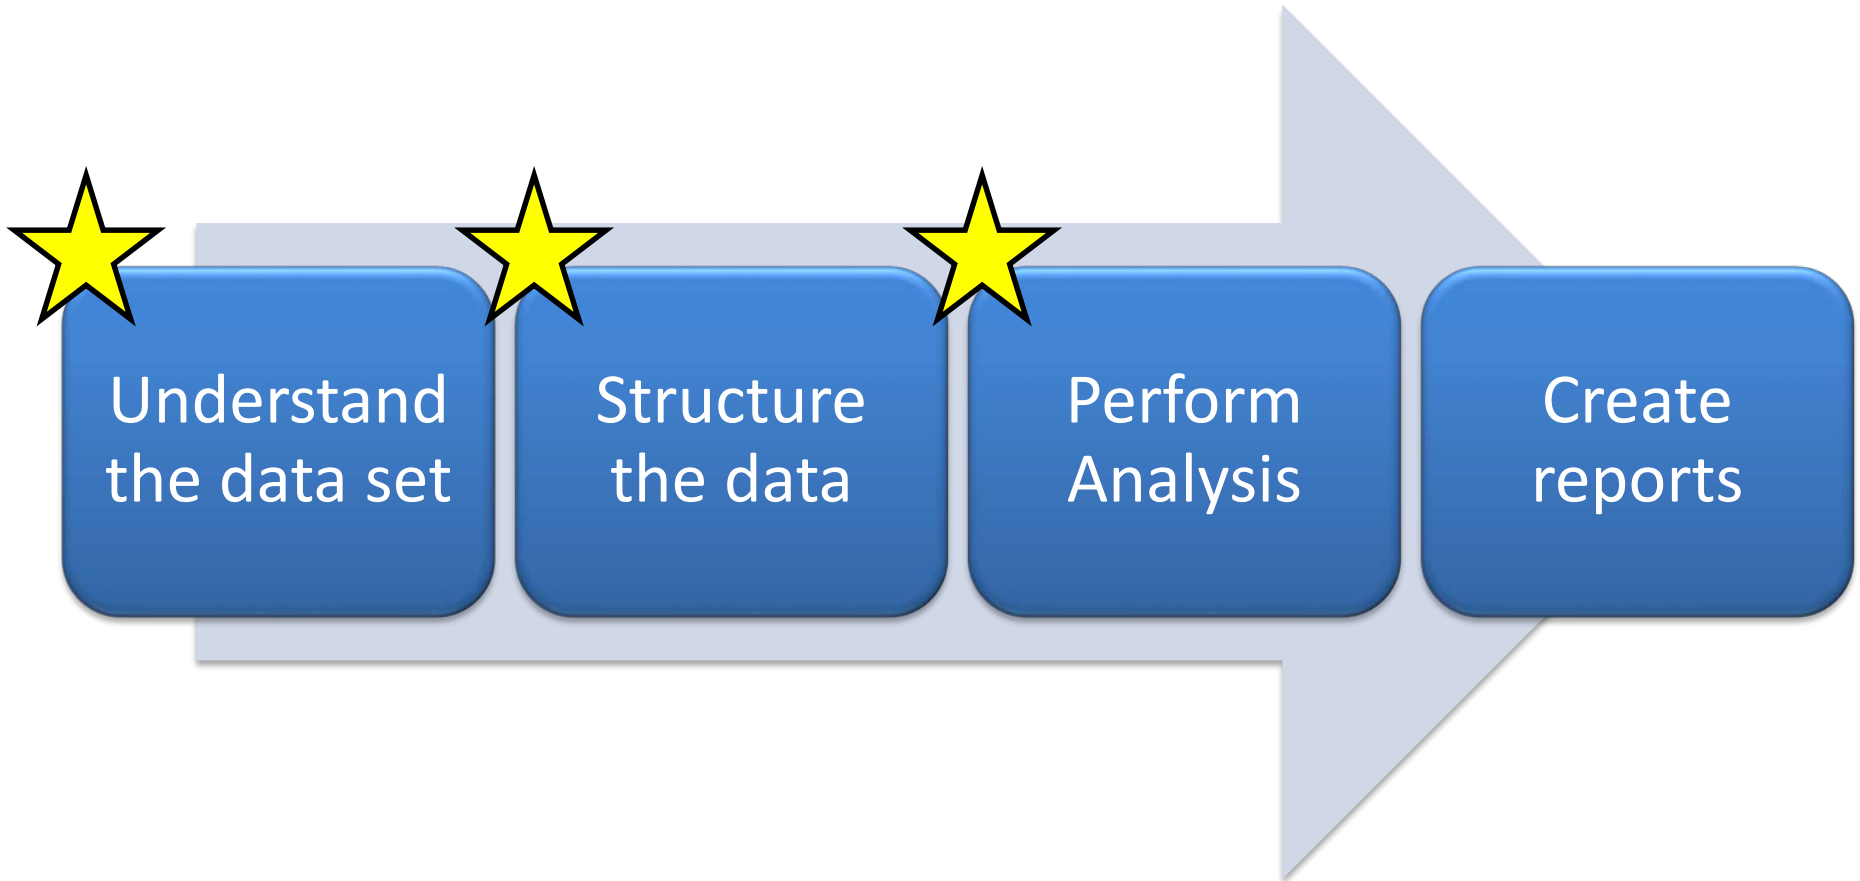 Understand
the data set
Structure
the data
Perform
Analysis
Create
reports